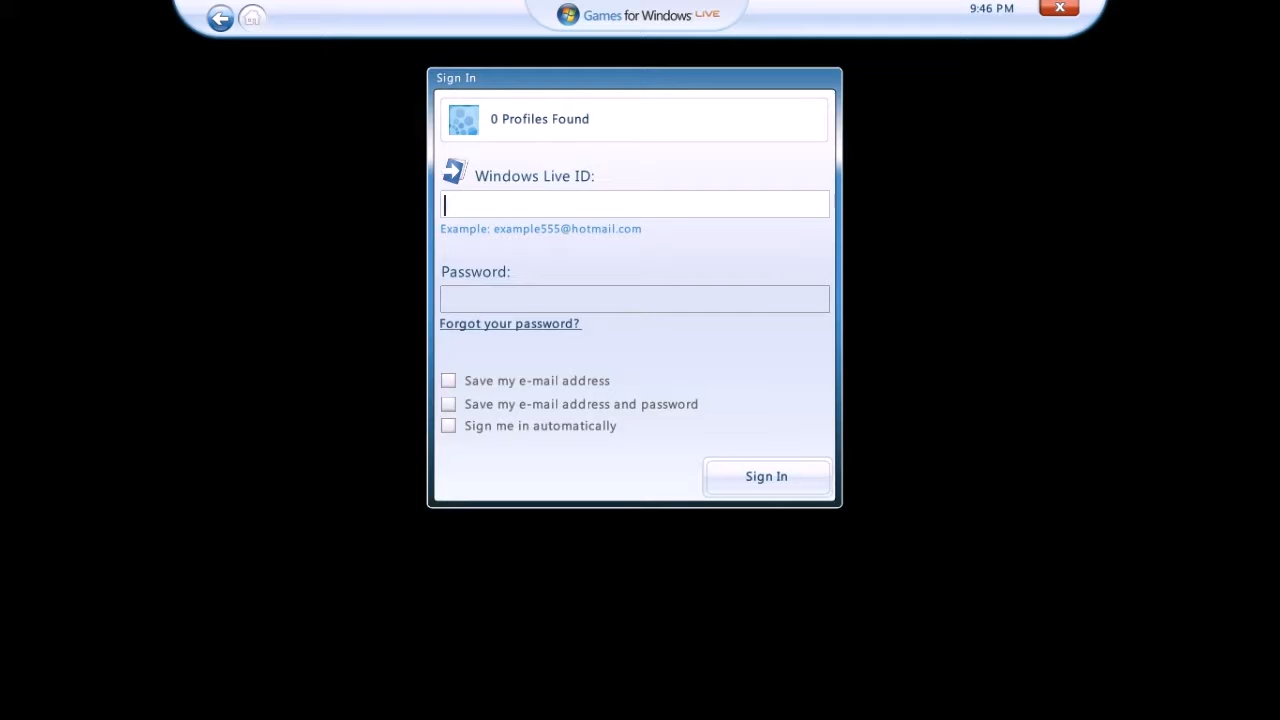 Games for Windows LIVE
9:46 PM
X
Sign In
0 Profiles Found
Windows Live ID:
Example: example555@hotmail.com
Password:
Forgot your password?
Save my e-mail address
Save my e-mail address and password
Sign me in automatically
Sign In